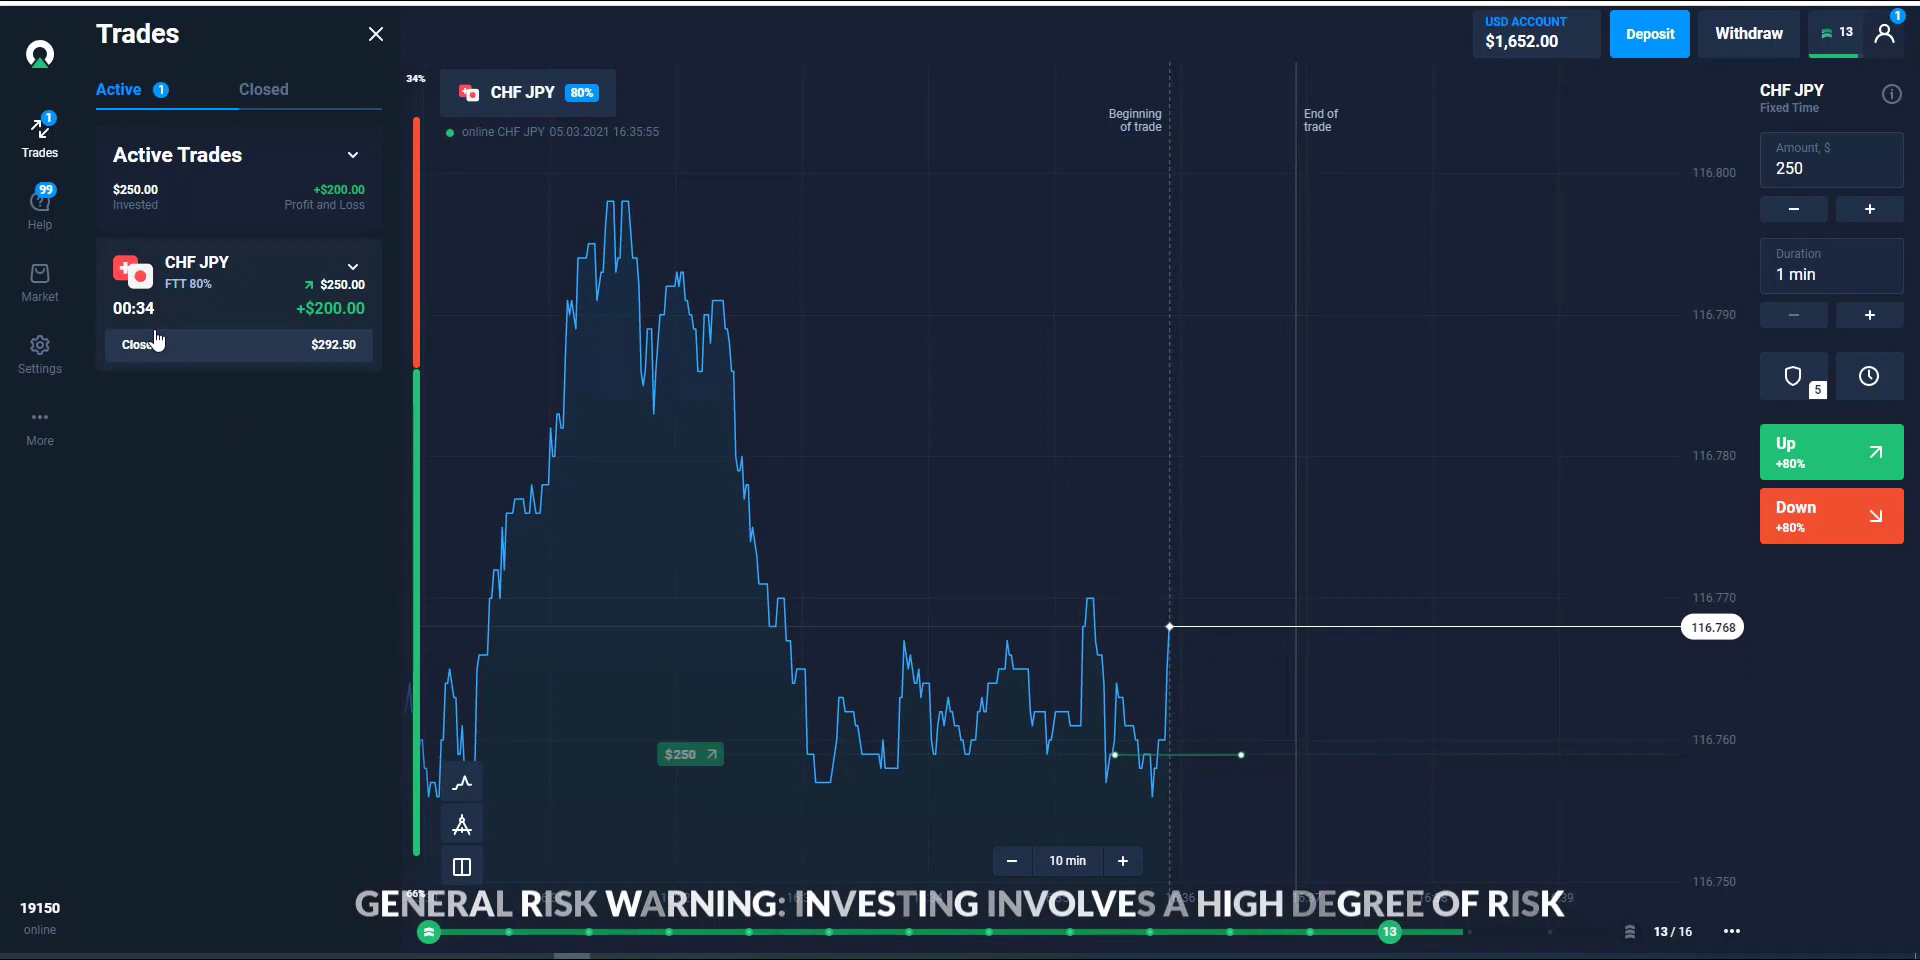 Trades
USD ACCOUNT
$1,652.00
Deposit
Withdraw
13
1
Active 1
Closed
34%
CHF JPY 80%
online CHF JPY 05.03.2021 16:35:55
Beginning
of trade
End of
trade
1
Trades
99
Help
Market
Settings
More
Active Trades
$250.00
+$200.00
Invested
Profit and Loss
CHF JPY
FTT 80%
$250.00
00:34
+$200.00
Close
$292.50
116.800
116.790
116.780
116.770
116.768
116.760
116.750
$250
CHF JPY
Fixed Time
Amount, $
250
Duration
1 min
5
Up
+80%
Down
+80%
10 min
66%
GENERAL RISK WARNING: INVESTING INVOLVES A HIGH DEGREE OF RISK
19150
online
13
13 / 16